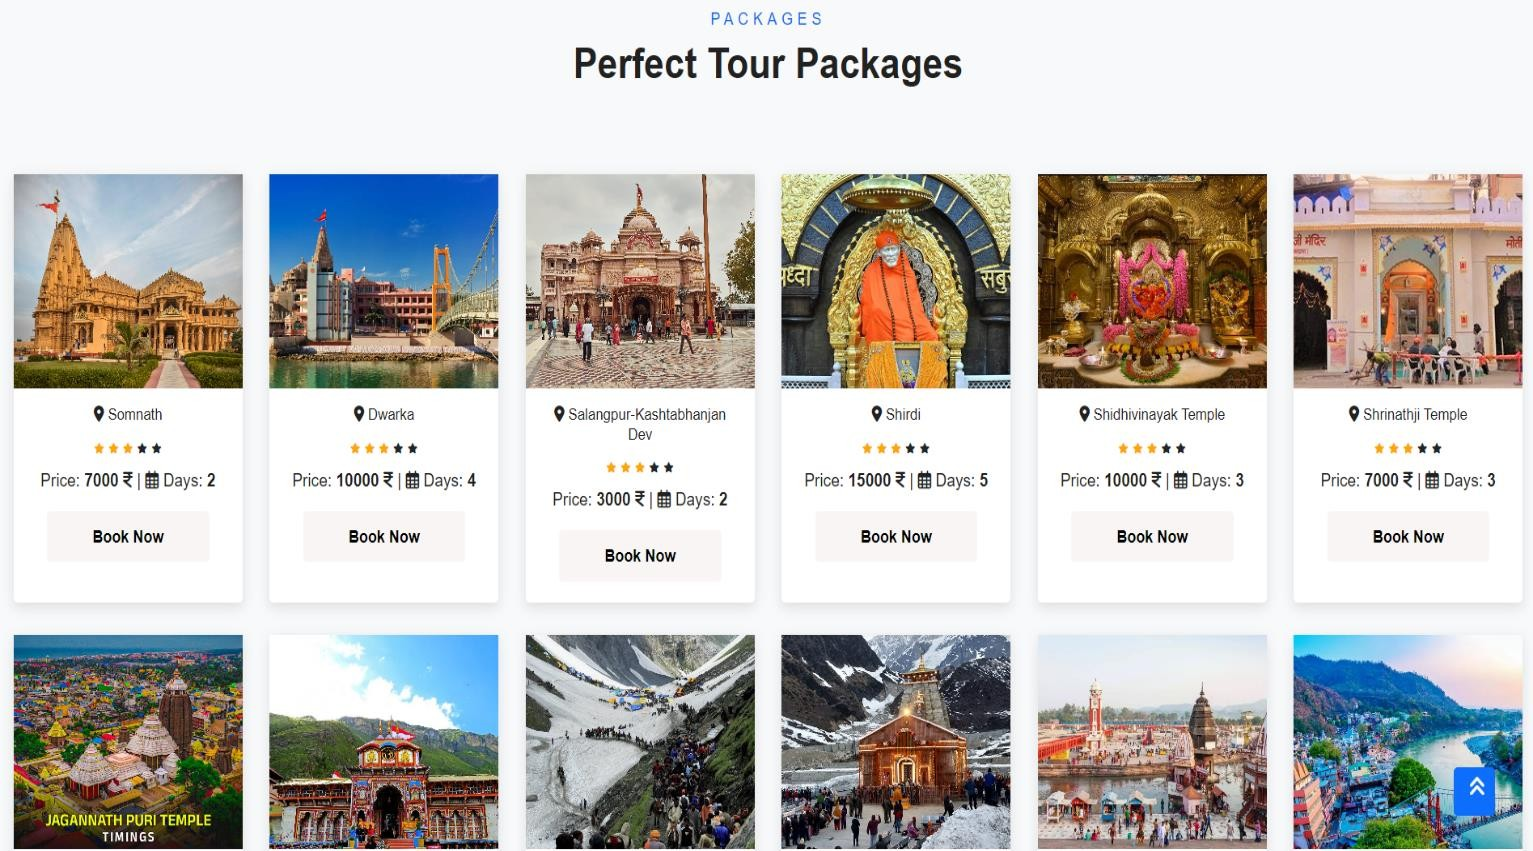 PACKAGES
Perfect Tour Packages
ध्दा
सबु
जी मंदिर
मोती
Somnath
Price: 7000 ₹ | Days: 2
Book Now
Dwarka
Price: 10000 ₹ | Days: 4
Book Now
Salangpur-Kashtabhanjan
Dev
Price: 3000 ₹ | Days: 2
Book Now
Shirdi
Price: 15000 ₹ | Days: 5
Book Now
Shidhivinayak Temple
Price: 10000 ₹ | Days: 3
Book Now
Shrinathji Temple
Price: 7000 ₹ | Days: 3
Book Now
JAGANNATH PURI TEMPLE
TIMINGS